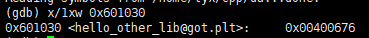 (gdb) x/1xw 0x601030
0x601030 <hello_other_lib@got.plt>: 0x00400676